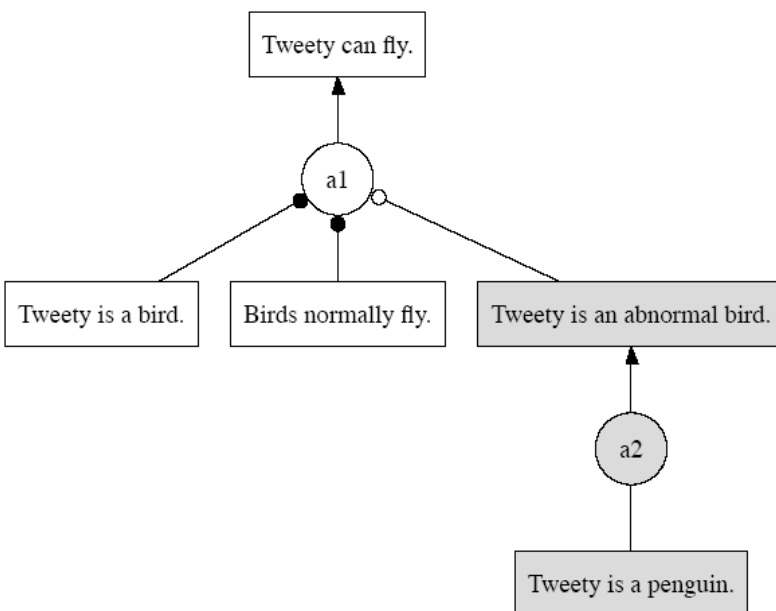 Tweety can fly.
a1
Tweety is a bird.
Birds normally fly.
Tweety is an abnormal bird.
a2
Tweety is a penguin.